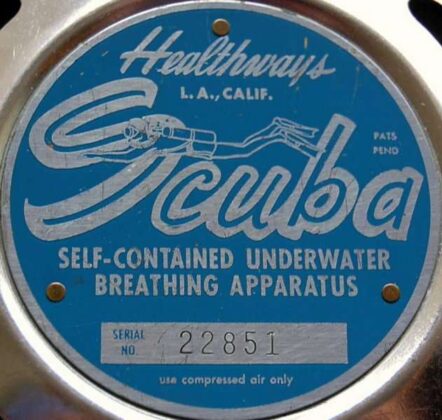 Healthways
L.A., CALIF.
PATS
PEND
Scuba
SELF-CONTAINED UNDERWATER
BREATHING APPARATUS
SERIAL
NO. 22851
use compressed air only